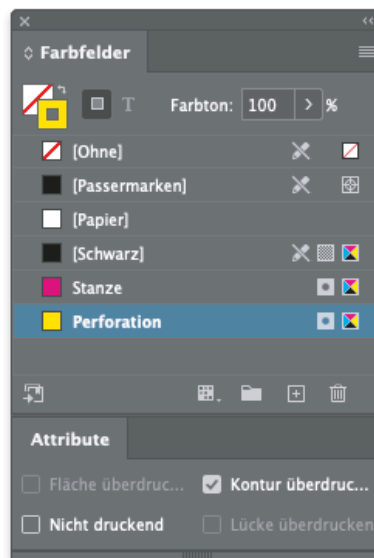 Farbfelder
T Farbton: 100 %
[Ohne]
[Passermarken]
[Papier]
[Schwarz]
Stanze
Perforation
Attribute
Fläche überdruc... Kontur überdruc...
Nicht druckend Lücke überdrucken